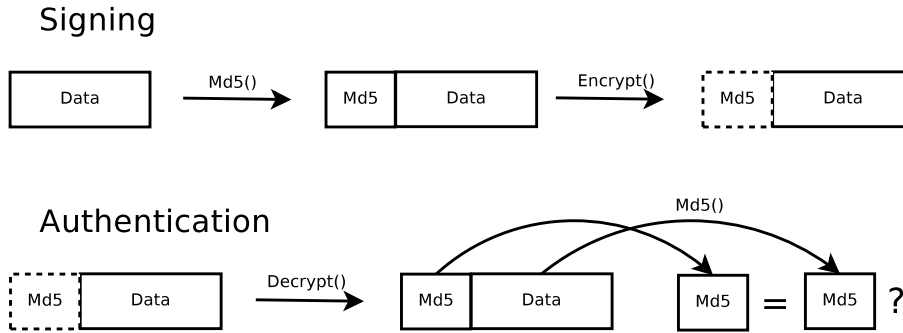 Signing
Data
Md5()
Md5 Data
Encrypt()
Md5 Data
Authentication
Md5 Data
Decrypt()
Md5 Data
Md5()
Md5 = Md5 ?